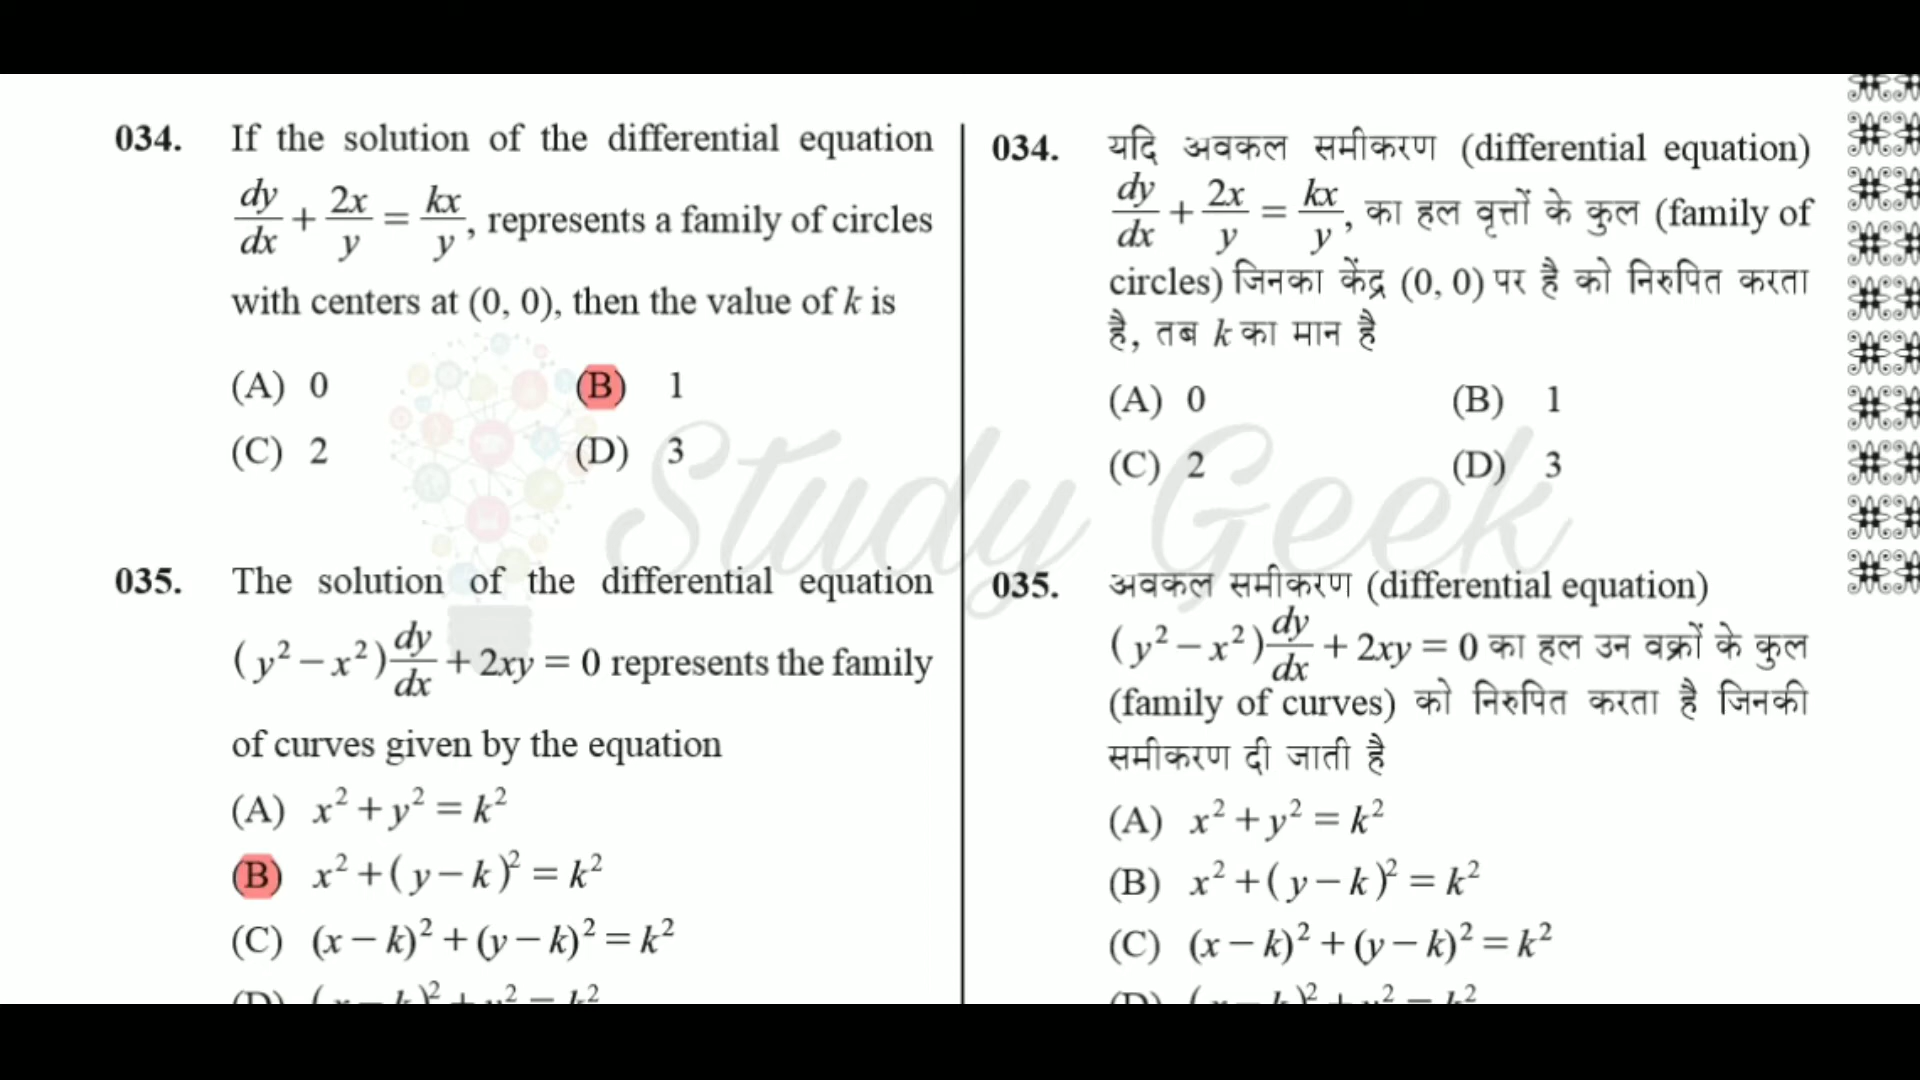 034. If the solution of the differential equation
dy/dx + 2x/y = kx/y, represents a family of circles
with centers at (0, 0), then the value of k is
(A) 0 (B) 1
(C) 2 (D) 3
035. The solution of the differential equation
(y² − x²) dy/dx + 2xy = 0 represents the family
of curves given by the equation
(A) x² + y² = k²
(B) x² + (y − k)² = k²
(C) (x − k)² + (y − k)² = k²
(D) (x − k)² + y² = k²
034. यदि अवकल समीकरण (differential equation)
dy/dx + 2x/y = kx/y, का हल वृत्तों के कुल (family of
circles) जिनका केंद्र (0, 0) पर है को निरुपित करता
है, तब k का मान है
(A) 0 (B) 1
(C) 2 (D) 3
035. अवकल समीकरण (differential equation)
(y² − x²) dy/dx + 2xy = 0 का हल उन वक्रों के कुल
(family of curves) को निरुपित करता है जिनकी
समीकरण दी जाती है
(A) x² + y² = k²
(B) x² + (y − k)² = k²
(C) (x − k)² + (y − k)² = k²
(D) (x − k)² + y² = k²
Study Geek